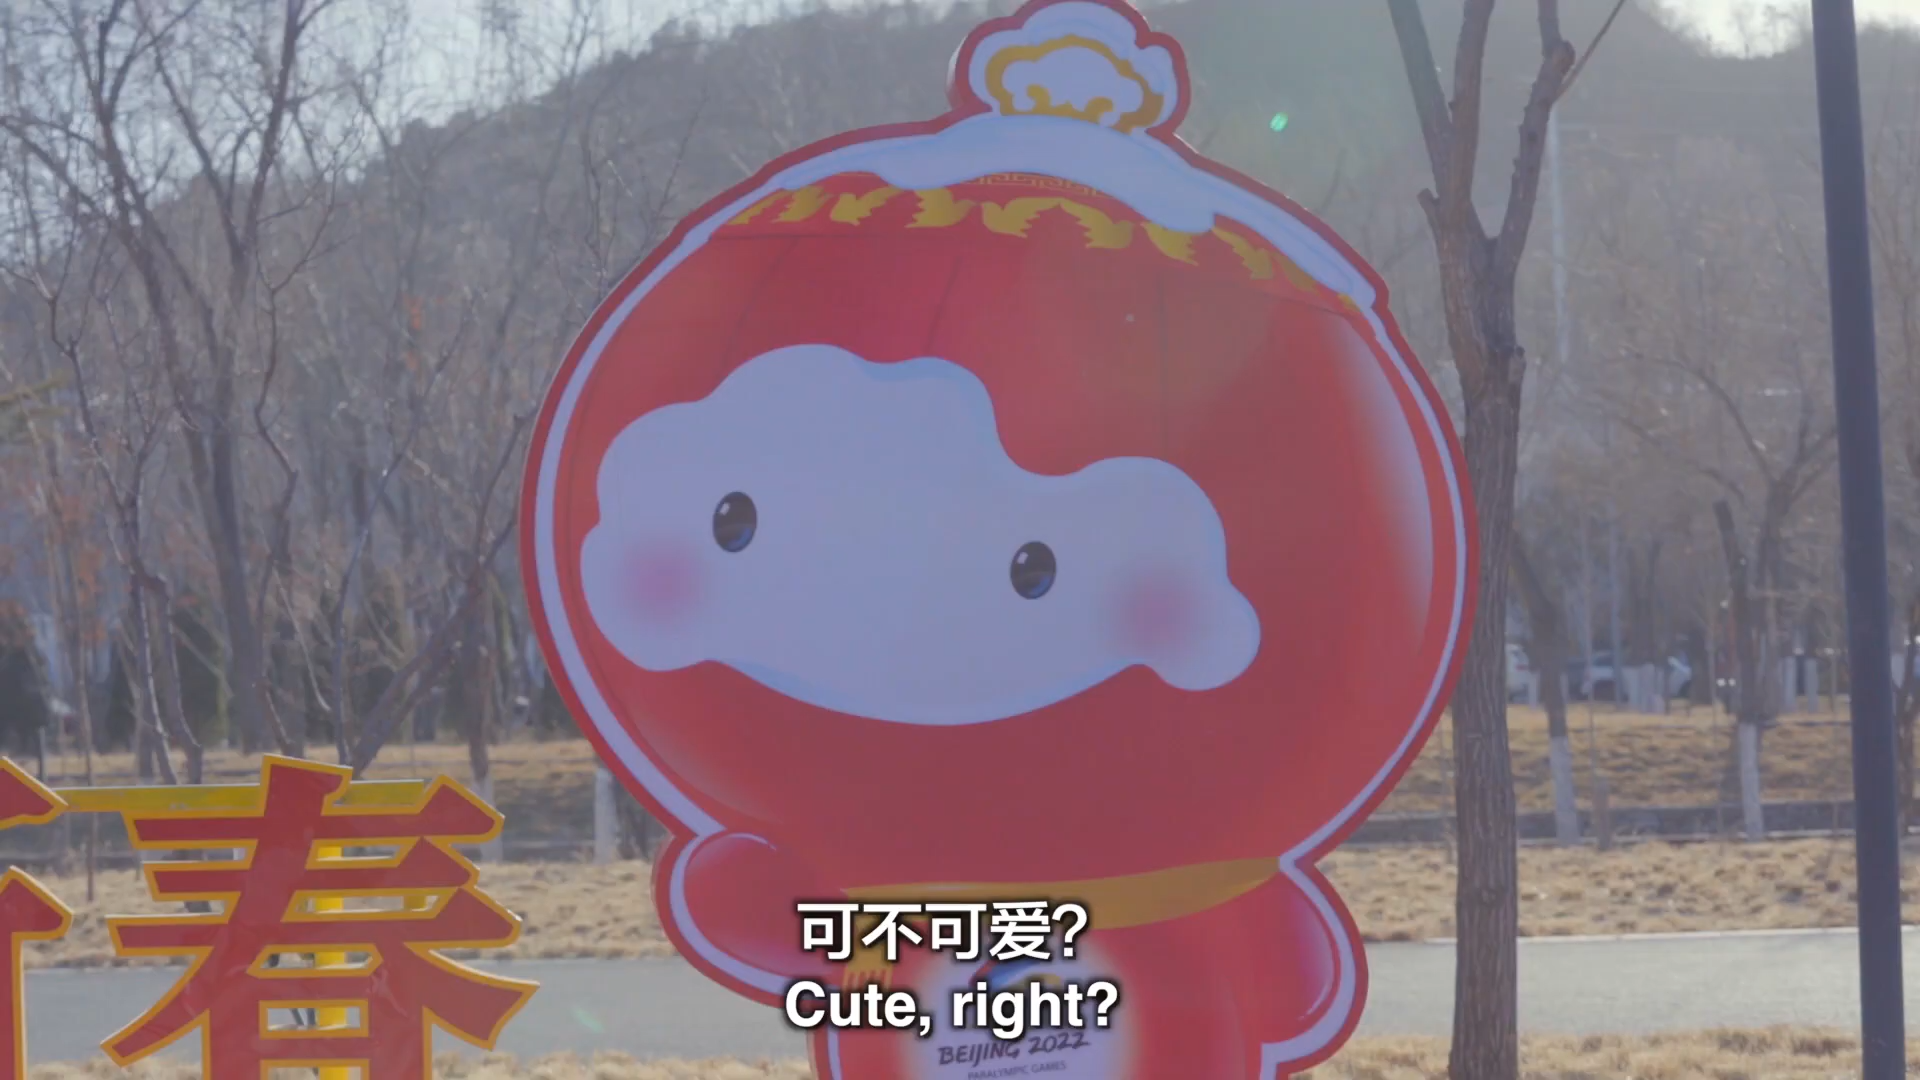 春
可不可爱?
Cute, right?
BEIJING 2022
PARALYMPIC GAMES